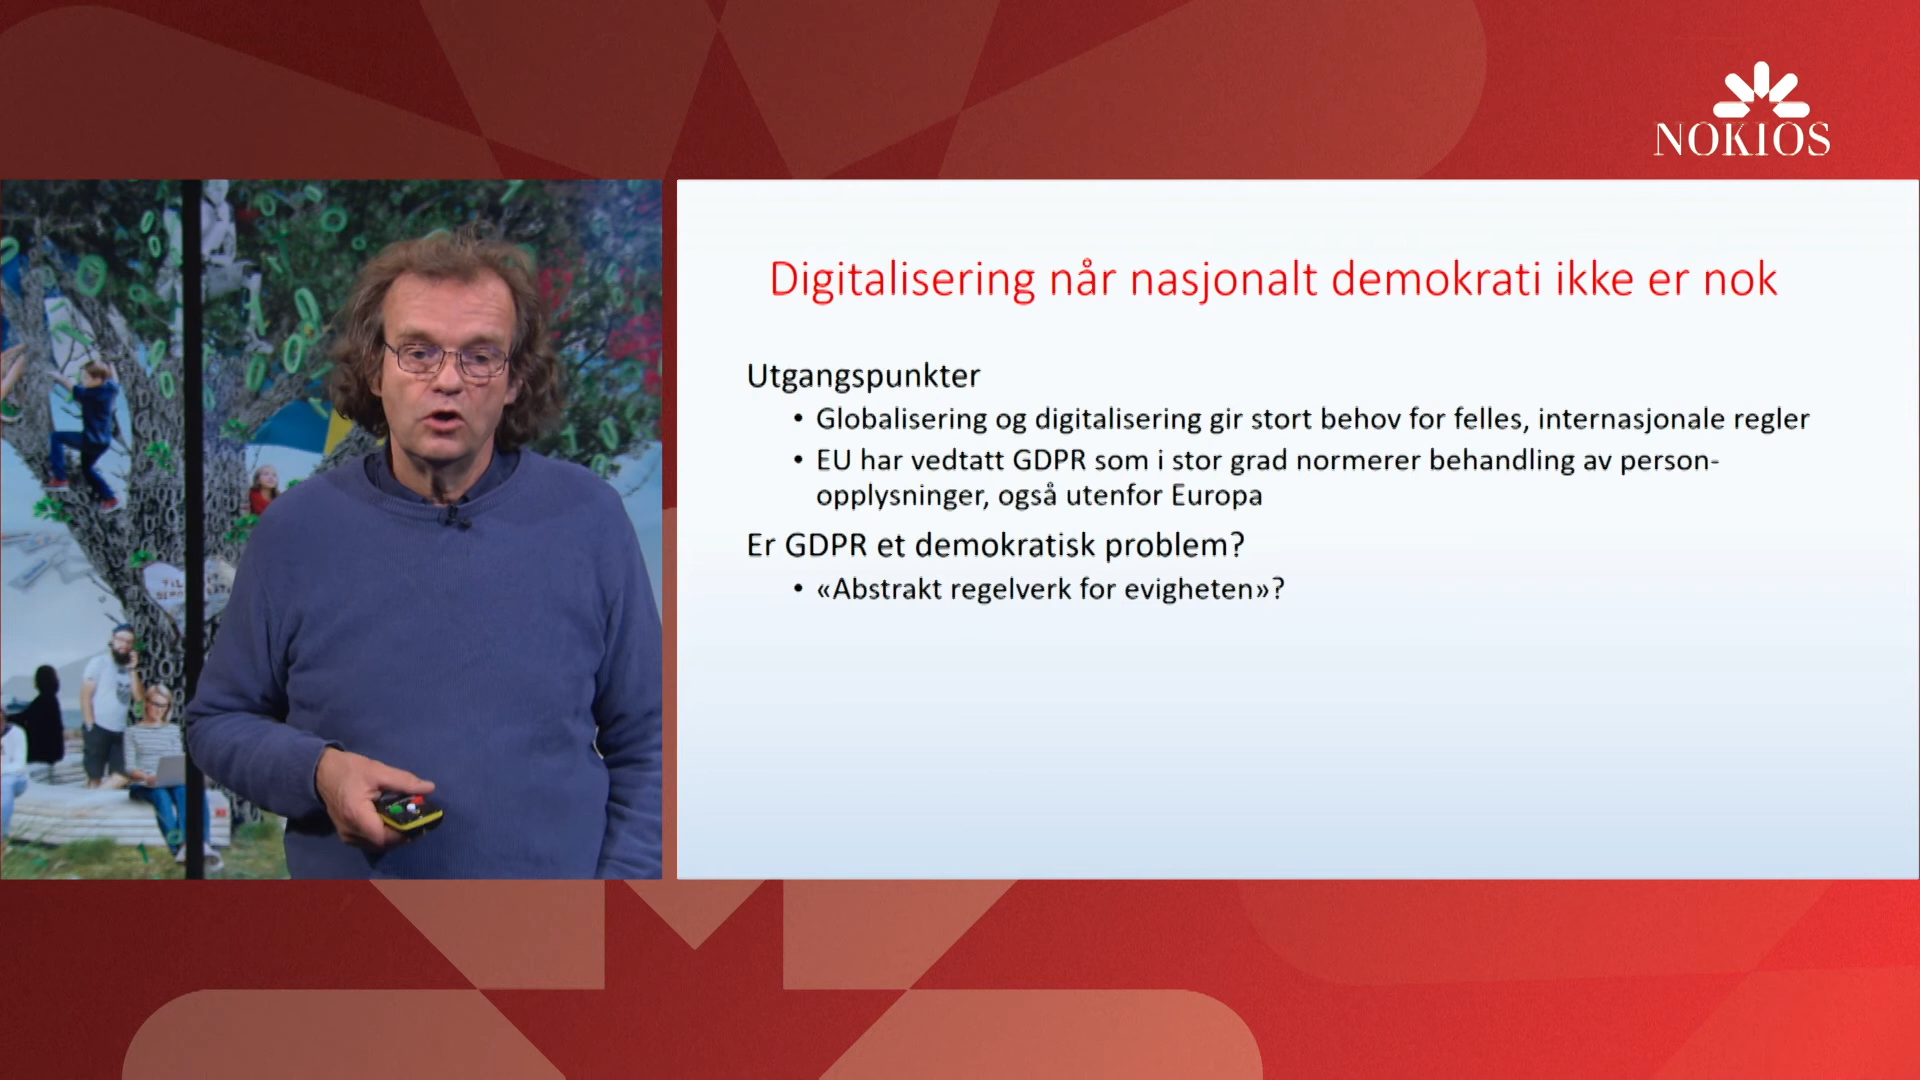 NOKIOS
Digitalisering når nasjonalt demokrati ikke er nok
Utgangspunkter
• Globalisering og digitalisering gir stort behov for felles, internasjonale regler
• EU har vedtatt GDPR som i stor grad normerer behandling av person-
opplysninger, også utenfor Europa
Er GDPR et demokratisk problem?
• «Abstrakt regelverk for evigheten»?